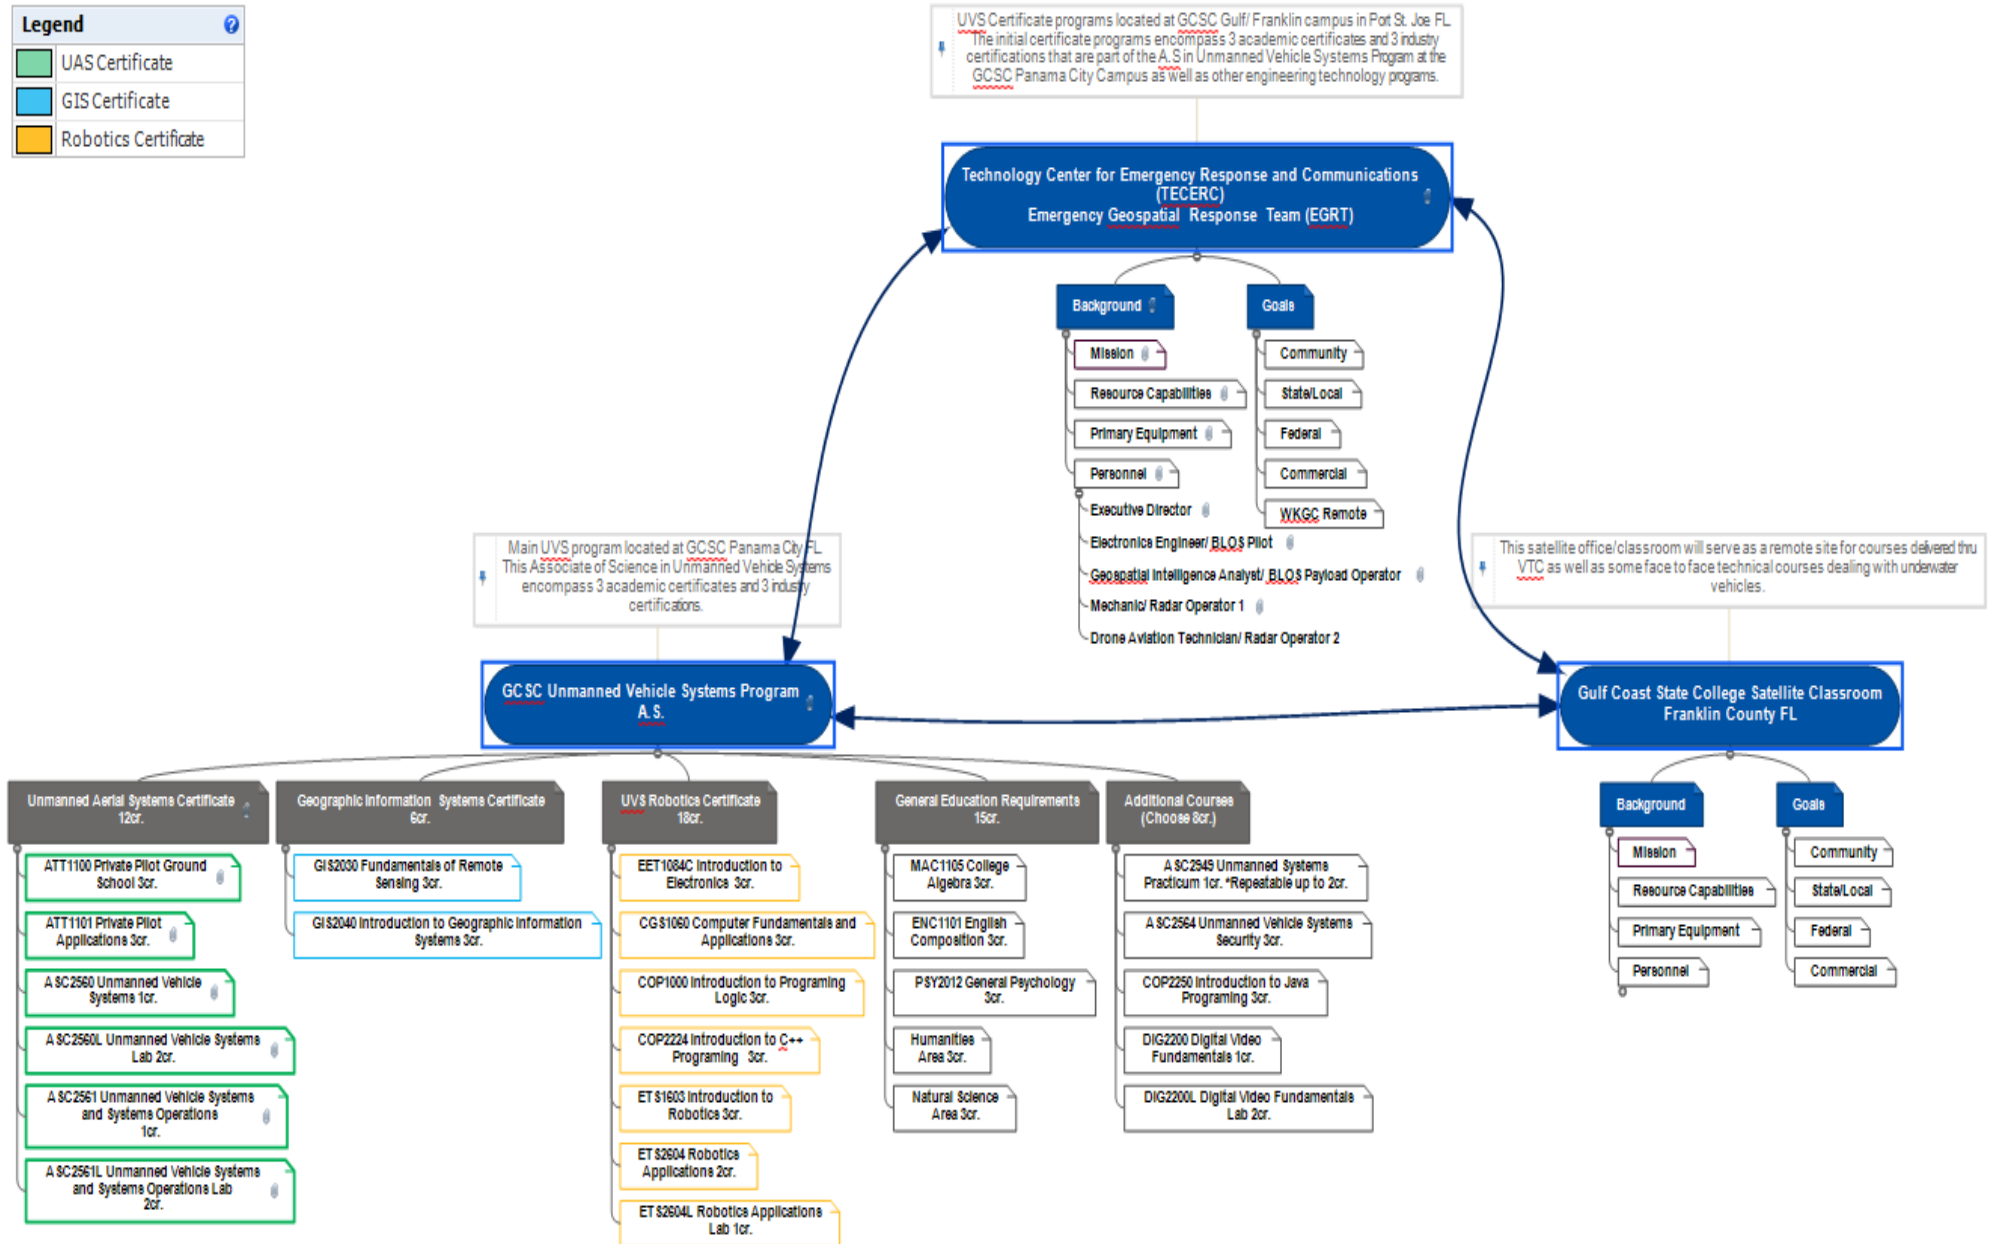 Legend
UAS Certificate
GIS Certificate
Robotics Certificate
UVS Certificate programs located at GCSC Gulf/ Franklin campus in Port St. Joe FL
The initial certificate programs encompass 3 academic certificates and 3 industry
certifications that are part of the A.S in Unmanned Vehicle Systems Program at the
GCSC Panama City Campus as well as other engineering technology programs.
Technology Center for Emergency Response and Communications
(TECERC)
Emergency Geospatial Response Team (EGRT)
Background
Mission
Resource Capabilities
Primary Equipment
Personnel
Executive Director
Electronics Engineer/ BLOS Pilot
Geospatial Intelligence Analyst/ BLOS Payload Operator
Mechanic/ Radar Operator 1
Drone Aviation Technician/ Radar Operator 2
Goals
Community
State/Local
Federal
Commercial
WKGC Remote
Main UVS program located at GCSC Panama City FL
This Associate of Science in Unmanned Vehicle Systems
encompass 3 academic certificates and 3 industry
certifications.
This satellite office/classroom will serve as a remote site for courses delivered thru
VTC as well as some face to face technical courses dealing with underwater
vehicles.
GCSC Unmanned Vehicle Systems Program
A.S.
Gulf Coast State College Satellite Classroom
Franklin County FL
Unmanned Aerial Systems Certificate
12cr.
ATT1100 Private Pilot Ground
School 3cr.
ATT1101 Private Pilot
Applications 3cr.
ASC2560 Unmanned Vehicle
Systems 1cr.
ASC2560L Unmanned Vehicle Systems
Lab 2cr.
ASC2561 Unmanned Vehicle Systems
and Systems Operations
1cr.
ASC2561L Unmanned Vehicle Systems
and Systems Operations Lab
2cr.
Geographic Information Systems Certificate
6cr.
GIS2030 Fundamentals of Remote
Sensing 3cr.
GIS2040 Introduction to Geographic Information
Systems 3cr.
UVS Robotics Certificate
18cr.
EET1084C Introduction to
Electronics 3cr.
CGS1060 Computer Fundamentals and
Applications 3cr.
COP1000 Introduction to Programing
Logic 3cr.
COP2224 Introduction to C++
Programing 3cr.
ETS1603 Introduction to
Robotics 3cr.
ETS2604 Robotics
Applications 2cr.
ETS2604L Robotics Applications
Lab 1cr.
General Education Requirements
15cr.
MAC1105 College
Algebra 3cr.
ENC1101 English
Composition 3cr.
PSY2012 General Psychology
3cr.
Humanities
Area 3cr.
Natural Science
Area 3cr.
Additional Courses
(Choose 8cr.)
ASC2949 Unmanned Systems
Practicum 1cr. *Repeatable up to 2cr.
ASC2564 Unmanned Vehicle Systems
Security 3cr.
COP2250 Introduction to Java
Programing 3cr.
DIG2200 Digital Video
Fundamentals 1cr.
DIG2200L Digital Video Fundamentals
Lab 2cr.
Background
Mission
Resource Capabilities
Primary Equipment
Personnel
Goals
Community
State/Local
Federal
Commercial